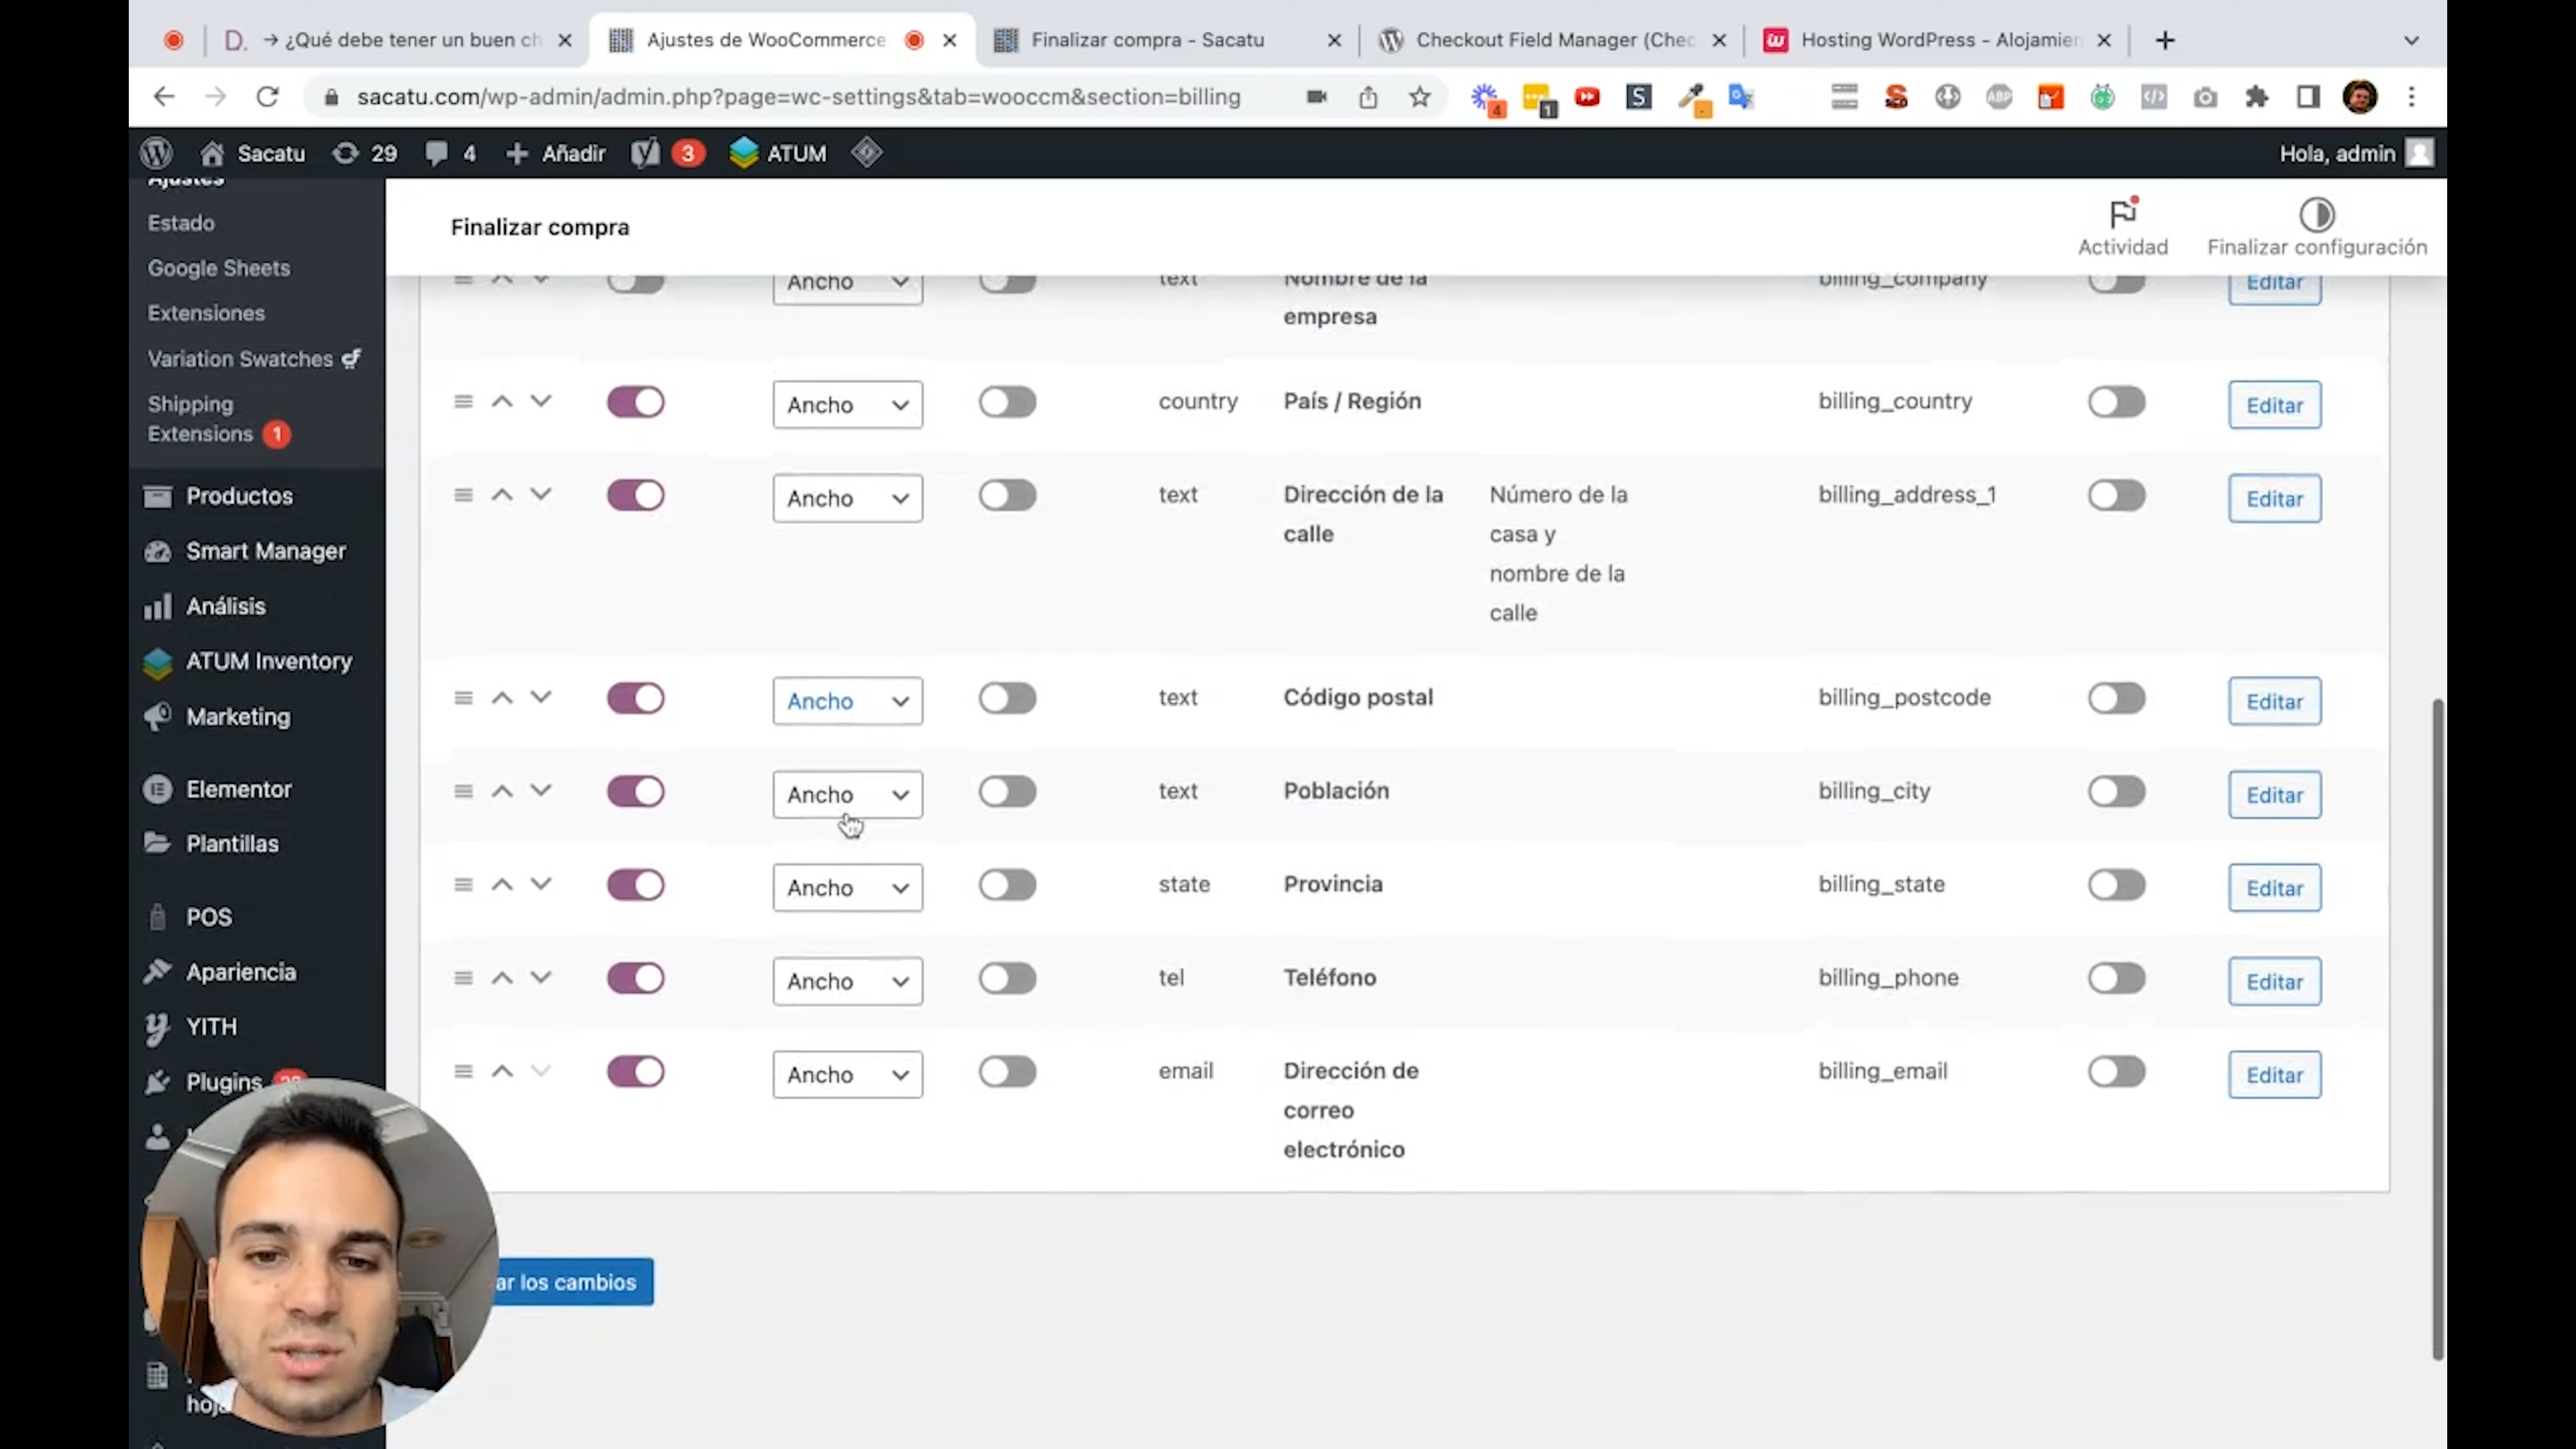 D. → ¿Qué debe tener un buen ch
Ajustes de WooCommerce
Finalizar compra - Sacatu
Checkout Field Manager (Chec
Hosting WordPress - Alojamien
sacatu.com/wp-admin/admin.php?page=wc-settings&tab=wooccm&section=billing
4
1
S
ABP
Sacatu
29
4
Añadir
3
ATUM
Hola, admin
Ajustes
Estado
Google Sheets
Extensiones
Variation Swatches
Shipping
Extensions 1
Productos
Smart Manager
Análisis
ATUM Inventory
Marketing
Elementor
Plantillas
POS
Apariencia
YITH
Plugins
hoja
Finalizar compra
Actividad
Finalizar configuración
Ancho text Nombre de la billing_company Editar
empresa
Ancho country País / Región billing_country Editar
Ancho text Dirección de la Número de la billing_address_1 Editar
calle casa y
nombre de la
calle
Ancho text Código postal billing_postcode Editar
Ancho text Población billing_city Editar
Ancho state Provincia billing_state Editar
Ancho tel Teléfono billing_phone Editar
Ancho email Dirección de billing_email Editar
correo
electrónico
ar los cambios